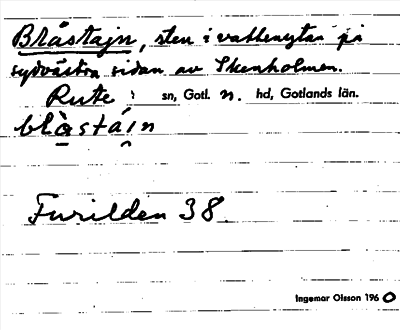 Blåstajn, sten i vattenytan på
sydvästra sidan av Skenholmen.
Rute : sn, Gotl. n. hd, Gotlands län.
blàstáin
Furilden 38
Ingemar Olsson 1960